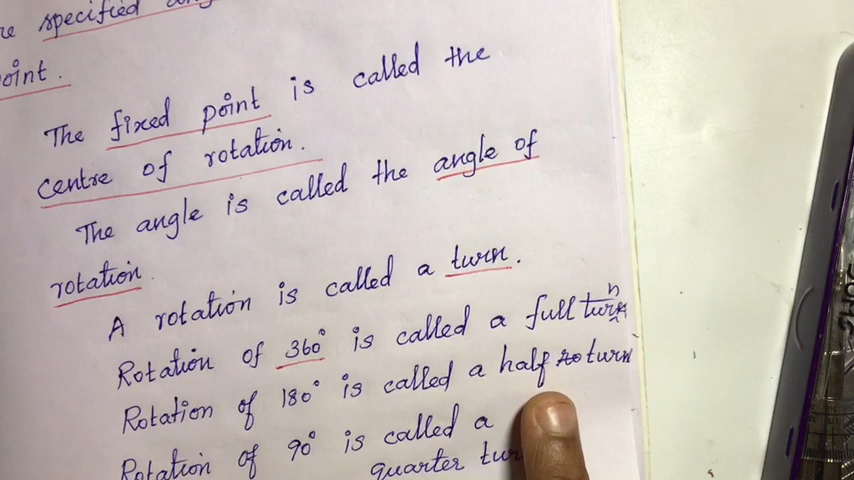 specified
point.
The fixed point is called the
centre of rotation.
The angle is called the angle of
rotation.
A rotation is called a turn.
Rotation of 360° is called a full turn
Rotation of 180° is called a half turn
Rotation of 90° is called a
quarter